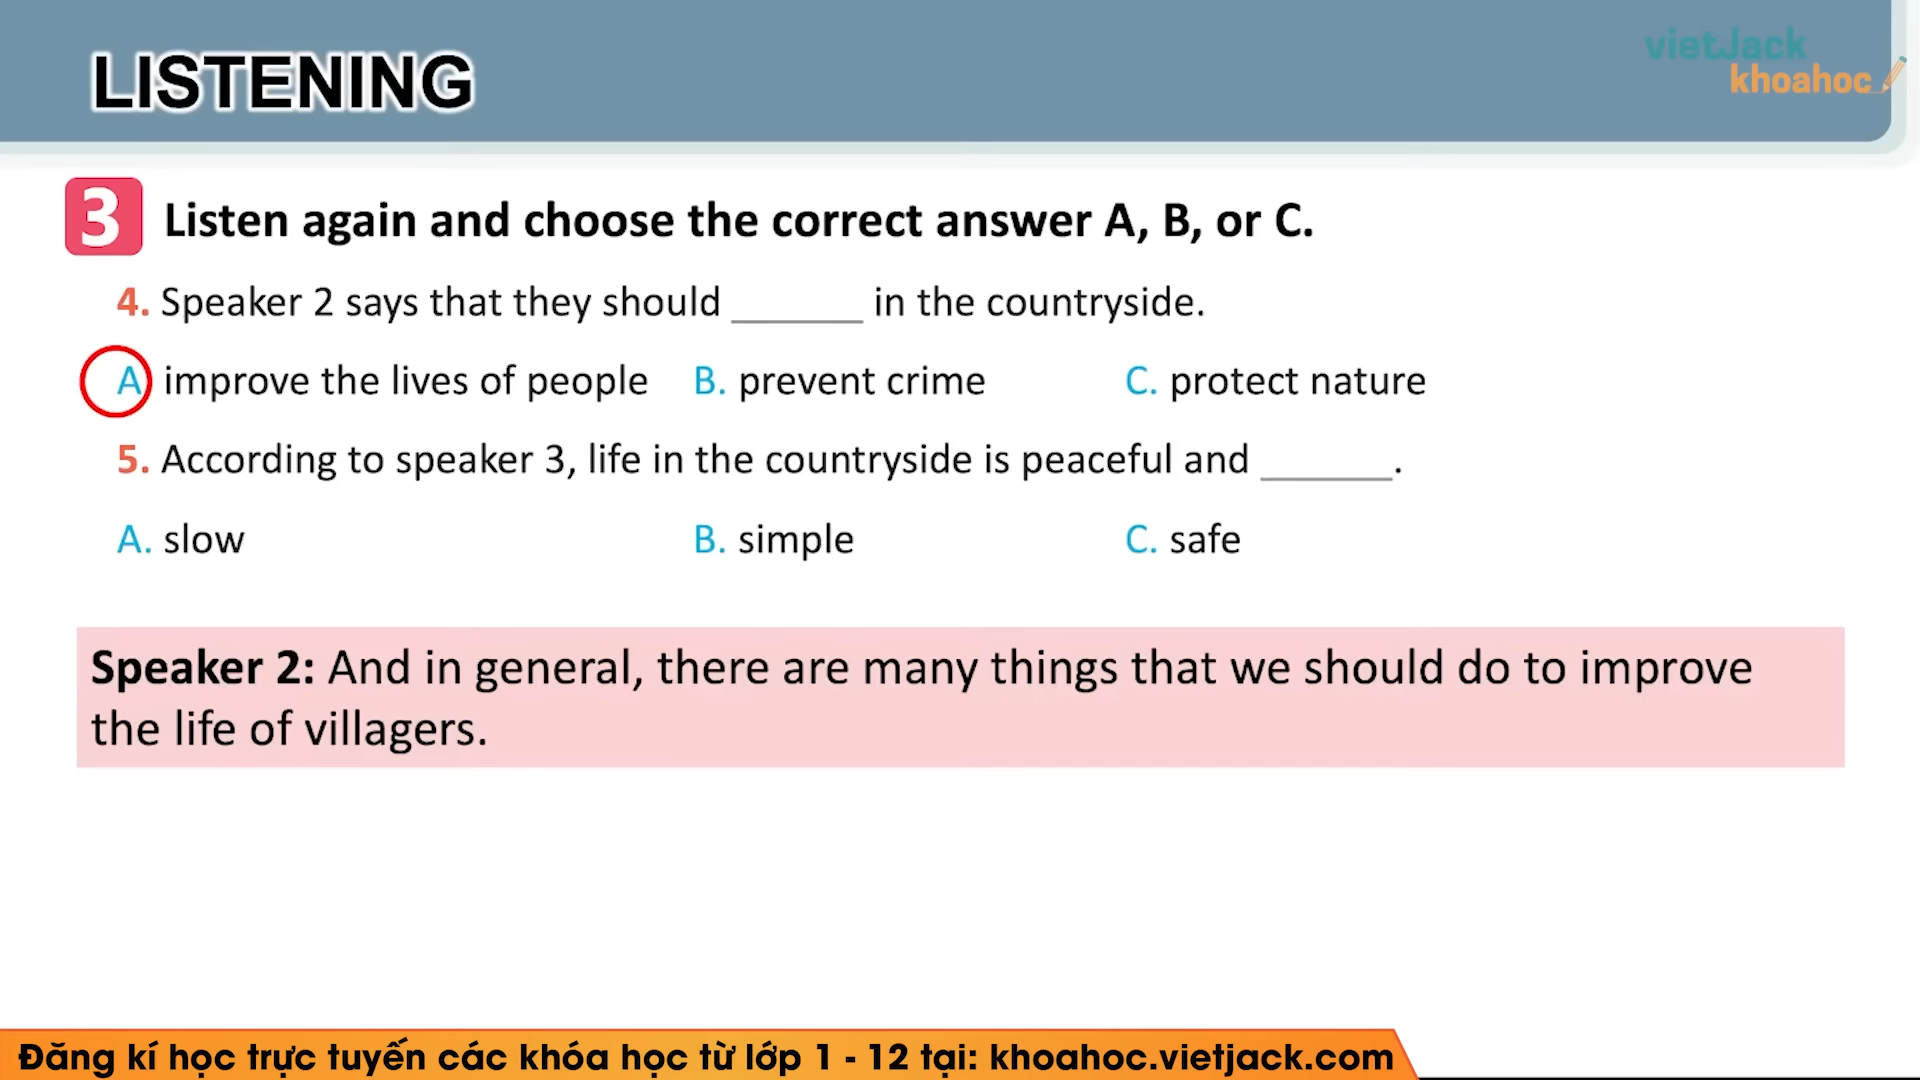 LISTENING
vietJack
khoahoc
3 Listen again and choose the correct answer A, B, or C.
4. Speaker 2 says that they should ______ in the countryside.
A improve the lives of people B. prevent crime C. protect nature
5. According to speaker 3, life in the countryside is peaceful and ______.
A. slow B. simple C. safe
Speaker 2: And in general, there are many things that we should do to improve
the life of villagers.
Đăng kí học trực tuyến các khóa học từ lớp 1 - 12 tại: khoahoc.vietjack.com